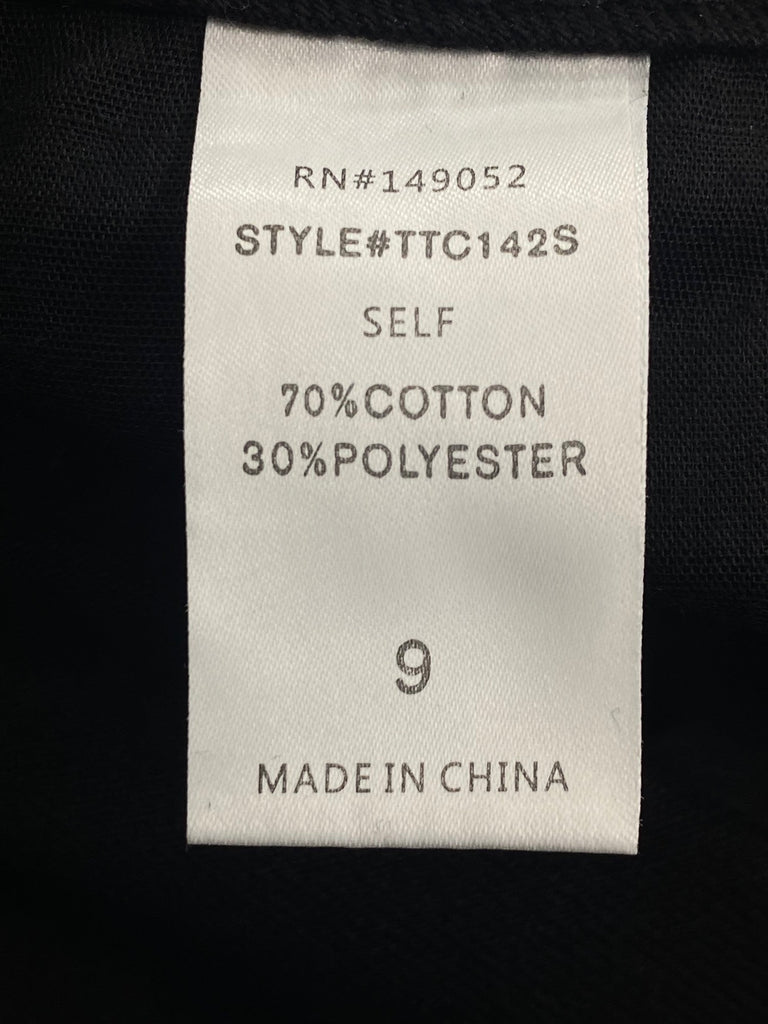 RN#149052
STYLE#TTC142S
SELF
70%COTTON
30%POLYESTER
9
MADE IN CHINA